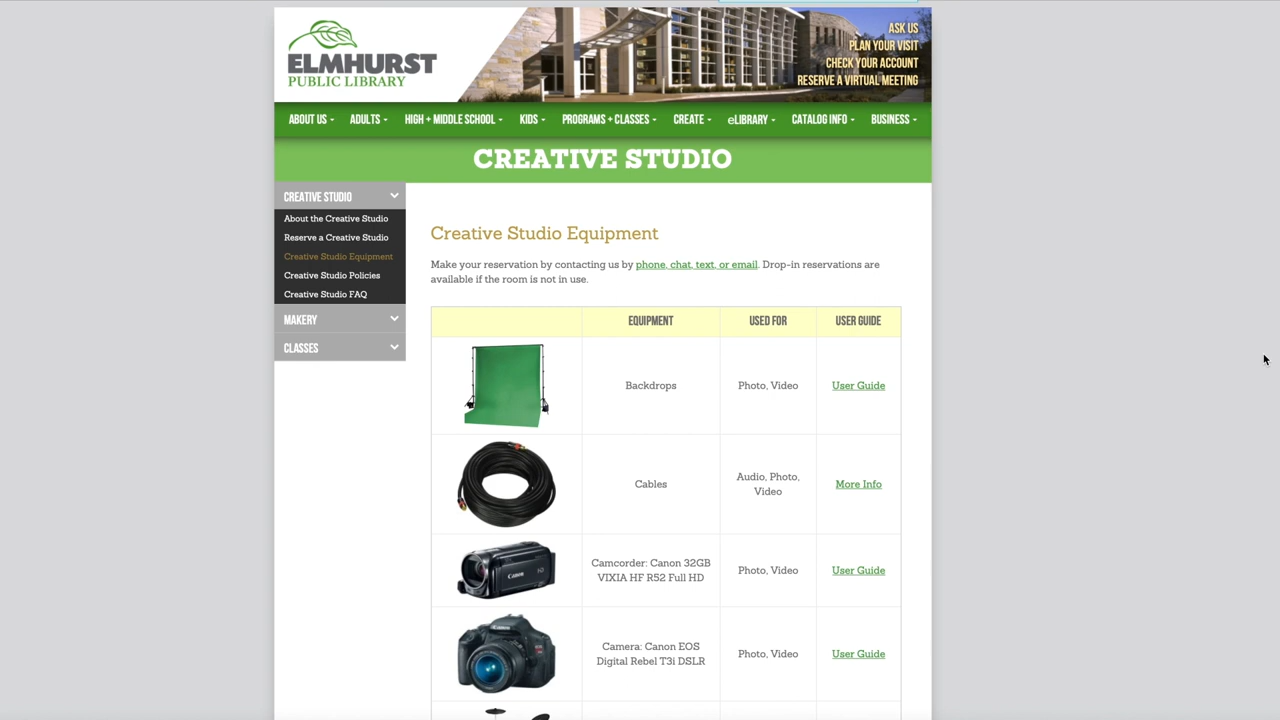 ELMHURST
PUBLIC LIBRARY
ASK US
PLAN YOUR VISIT
CHECK YOUR ACCOUNT
RESERVE A VIRTUAL MEETING
ABOUT US ADULTS HIGH + MIDDLE SCHOOL KIDS PROGRAMS + CLASSES CREATE eLIBRARY CATALOG INFO BUSINESS
CREATIVE STUDIO
CREATIVE STUDIO
About the Creative Studio
Reserve a Creative Studio
Creative Studio Equipment
Creative Studio Policies
Creative Studio FAQ
MAKERY
CLASSES
Creative Studio Equipment
Make your reservation by contacting us by phone, chat, text, or email. Drop-in reservations are
available if the room is not in use.
EQUIPMENT USED FOR USER GUIDE
Backdrops Photo, Video User Guide
Cables Audio, Photo,
Video More Info
Canon
Camcorder: Canon 32GB
VIXIA HF R52 Full HD Photo, Video User Guide
Camera: Canon EOS
Digital Rebel T3i DSLR Photo, Video User Guide